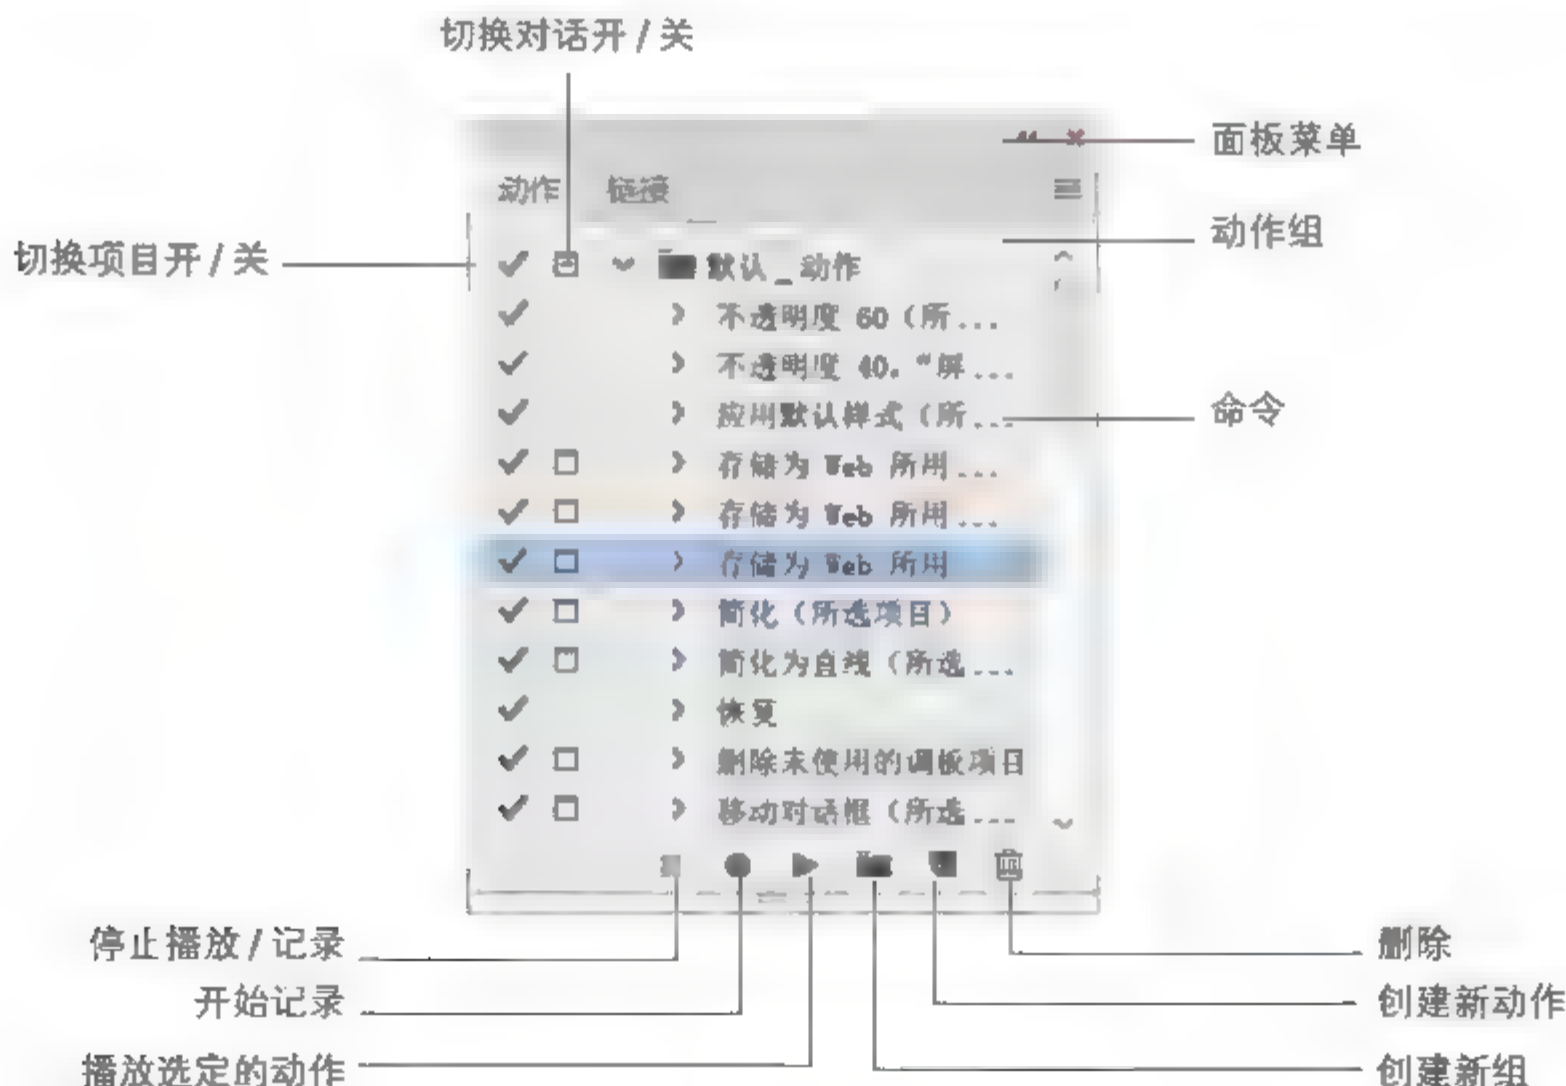 切换对话开/关
面板菜单
动作 链接
动作组
切换项目开/关
默认_动作
不透明度 60（所...
不透明度 40，“屏...
应用默认样式（所...
命令
存储为 Web 所用 ...
存储为 Web 所用 ...
存储为 Web 所用
简化（所选项目）
简化为直线（所选 ...
恢复
删除未使用的调板项目
移动对话框（所选 ...
停止播放/记录
删除
开始记录
创建新动作
播放选定的动作
创建新组